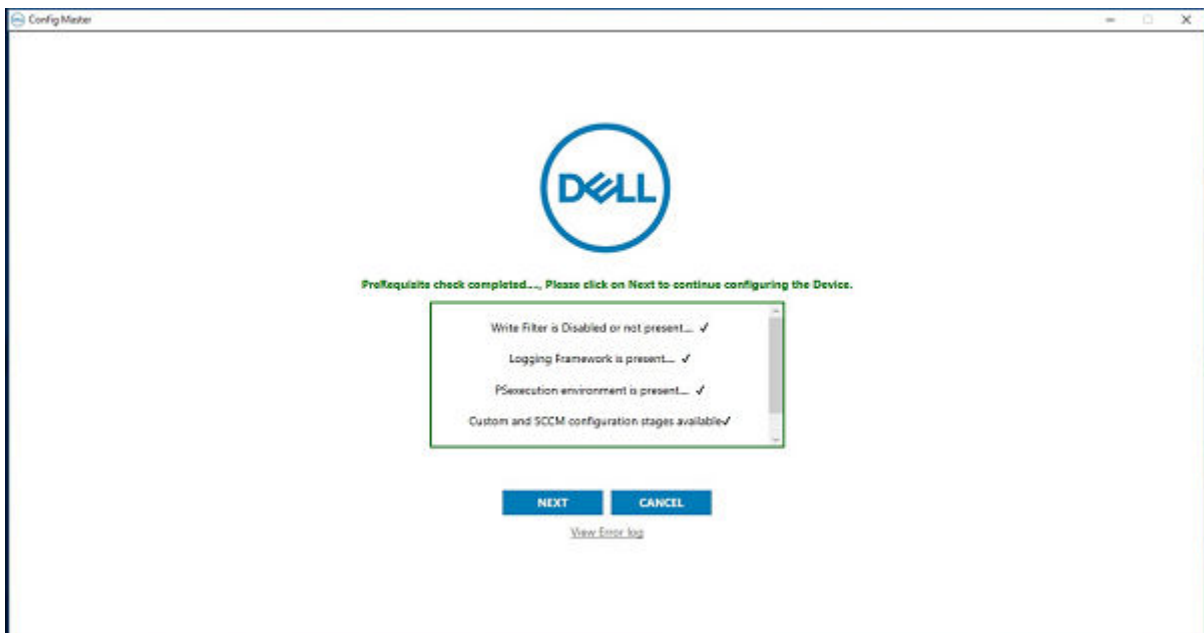 Config Master
DELL
PreRequisite check completed...., Please click on Next to continue configuring the Device.
Write Filter is Disabled or not present.... ✓
Logging Framework is present.... ✓
PSexecution environment is present.... ✓
Custom and SCCM configuration stages available✓
NEXT CANCEL
View Error log